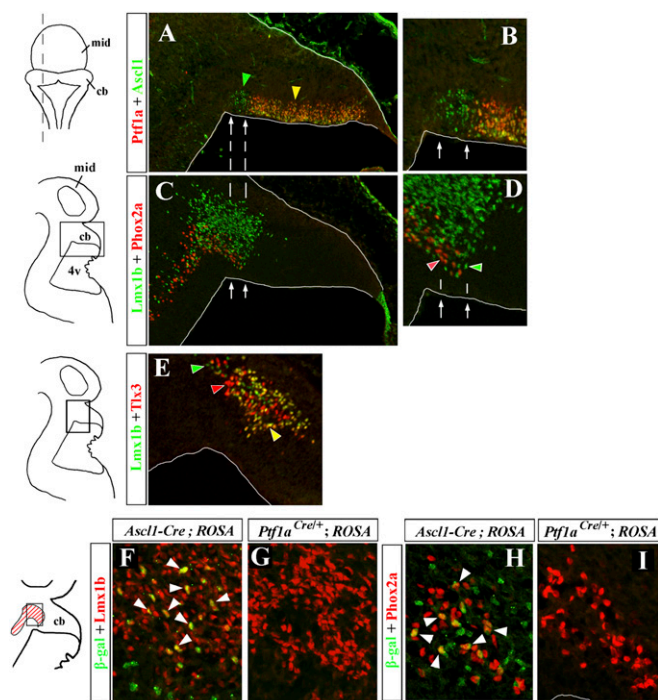 mid
cb
Ptf1a + Ascl1
A
B
mid
cb
4v
Lmx1b + Phox2a
C
D
Lmx1b + Tlx3
E
Ascl1-Cre ; ROSA
Ptf1a Cre/+ ; ROSA
Ascl1-Cre ; ROSA
Ptf1a Cre/+ ; ROSA
cb
β-gal + Lmx1b
F
G
β-gal + Phox2a
H
I